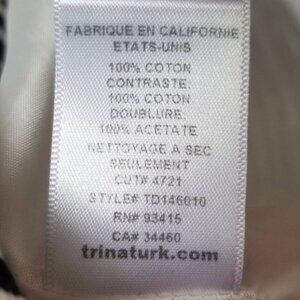 FABRIQUE EN CALIFORNIE
ETATS-UNIS
100% COTON
CONTRASTE:
100% COTON
DOUBLURE:
100% ACETATE
NETTOYAGE A SEC
SEULEMENT
CUT# 4721
STYLE# TD146010
RN# 93415
CA# 34460
trinaturk.com